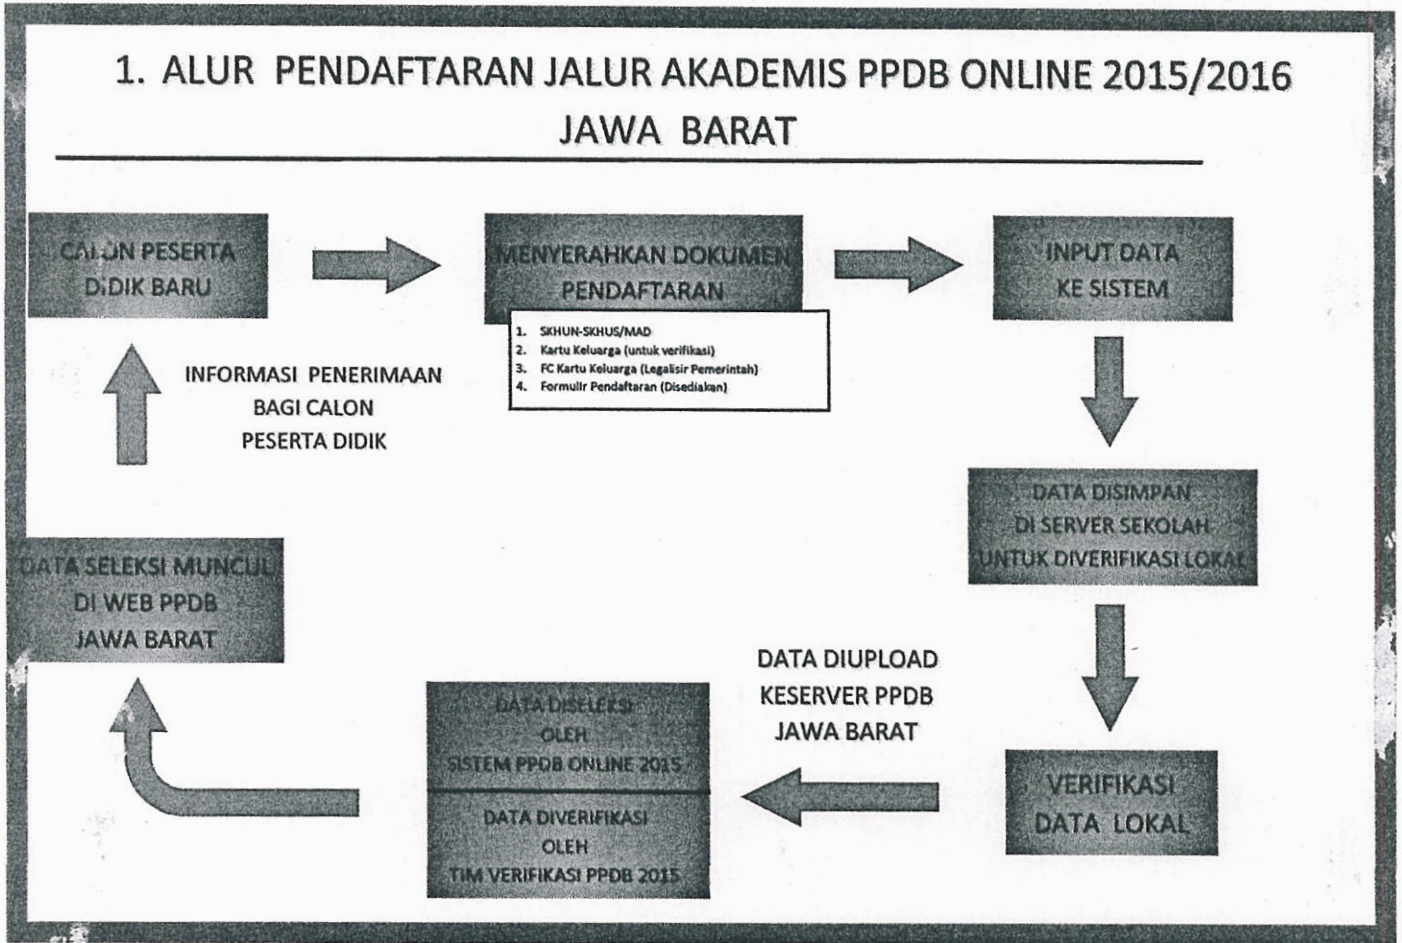 1. ALUR PENDAFTARAN JALUR AKADEMIS PPDB ONLINE 2015/2016
JAWA BARAT
CALON PESERTA
DIDIK BARU
MENYERAHKAN DOKUMEN
PENDAFTARAN
1. SKHUN-SKHUS/MAD
2. Kartu Keluarga (untuk verifikasi)
3. FC Kartu Keluarga (Legalisir Pemerintah)
4. Formulir Pendaftaran (Disediakan)
INPUT DATA
KE SISTEM
DATA DISIMPAN
DI SERVER SEKOLAH
UNTUK DIVERIFIKASI LOKAL
VERIFIKASI
DATA LOKAL
DATA DIUPLOAD
KESERVER PPDB
JAWA BARAT
DATA DISELEKSI
OLEH
SISTEM PPDB ONLINE 2015
DATA DIVERIFIKASI
OLEH
TIM VERIFIKASI PPDB 2015
DATA SELEKSI MUNCUL
DI WEB PPDB
JAWA BARAT
INFORMASI PENERIMAAN
BAGI CALON
PESERTA DIDIK